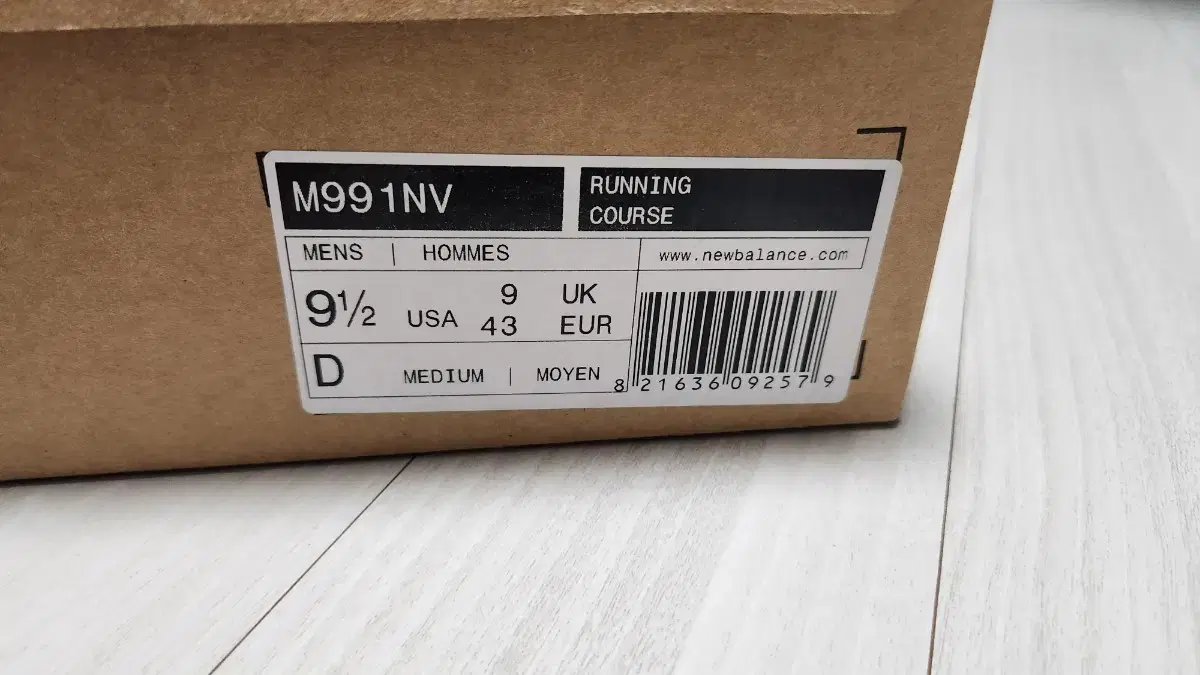 M991NV
RUNNING
COURSE
MENS | HOMMES
www.newbalance.com
9½ USA
9 UK
43 EUR
D
MEDIUM | MOYEN
8 21636 09257 9